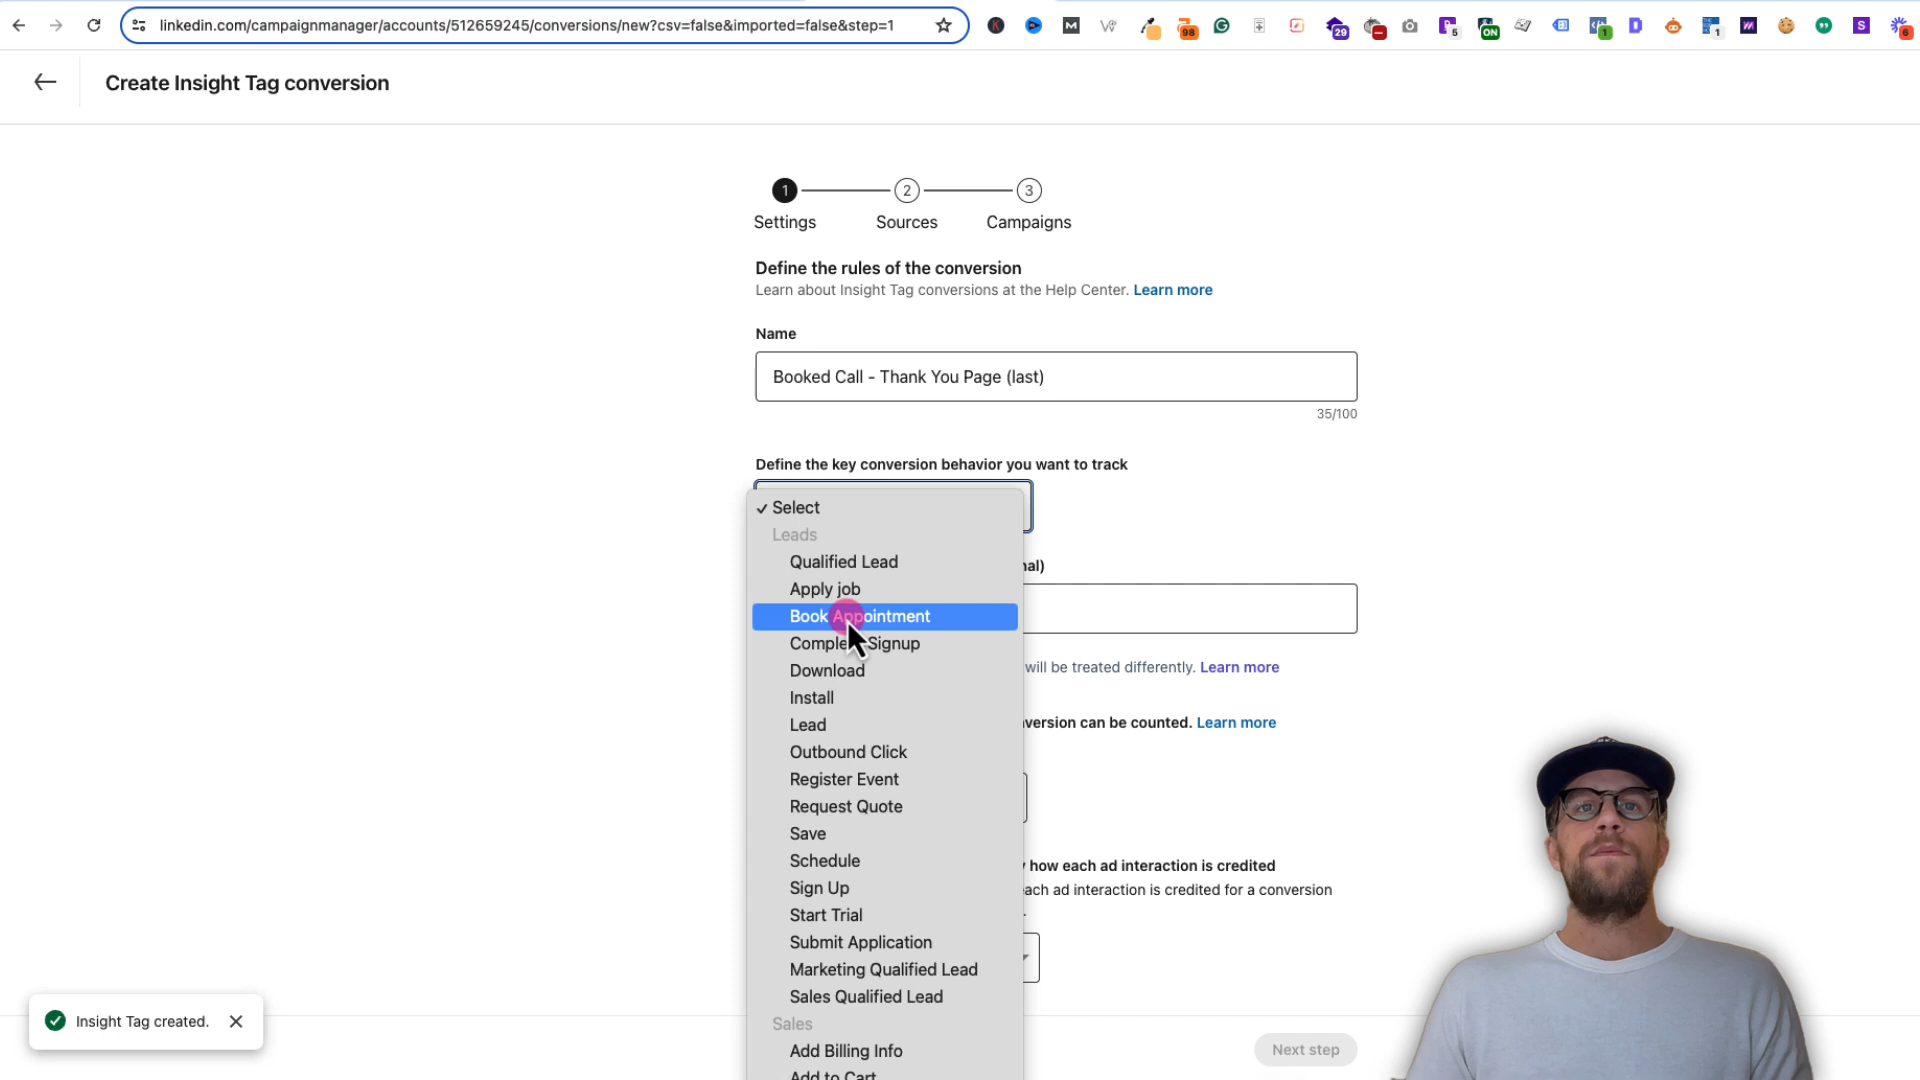 linkedin.com/campaignmanager/accounts/512659245/conversions/new?csv=false&imported=false&step=1
Create Insight Tag conversion
1
2
3
Settings
Sources
Campaigns
Define the rules of the conversion
Learn about Insight Tag conversions at the Help Center. Learn more
Name
Booked Call - Thank You Page (last)
35/100
Define the key conversion behavior you want to track
✓ Select
Leads
Qualified Lead
Apply job
Book Appointment
Signup
Download
Install
Lead
Outbound Click
Register Event
Request Quote
Save
Schedule
Sign Up
Start Trial
Submit Application
Marketing Qualified Lead
Sales Qualified Lead
Sales
Add Billing Info
Add to Cart
will be treated differently. Learn more
can be counted. Learn more
how each ad interaction is credited
ad interaction is credited for a conversion
Insight Tag created.
Next step